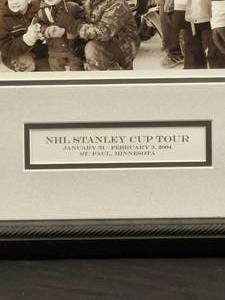 NHL STANLEY CUP TOUR
JANUARY 31 - FEBRUARY 3, 2004
ST. PAUL, MINNESOTA